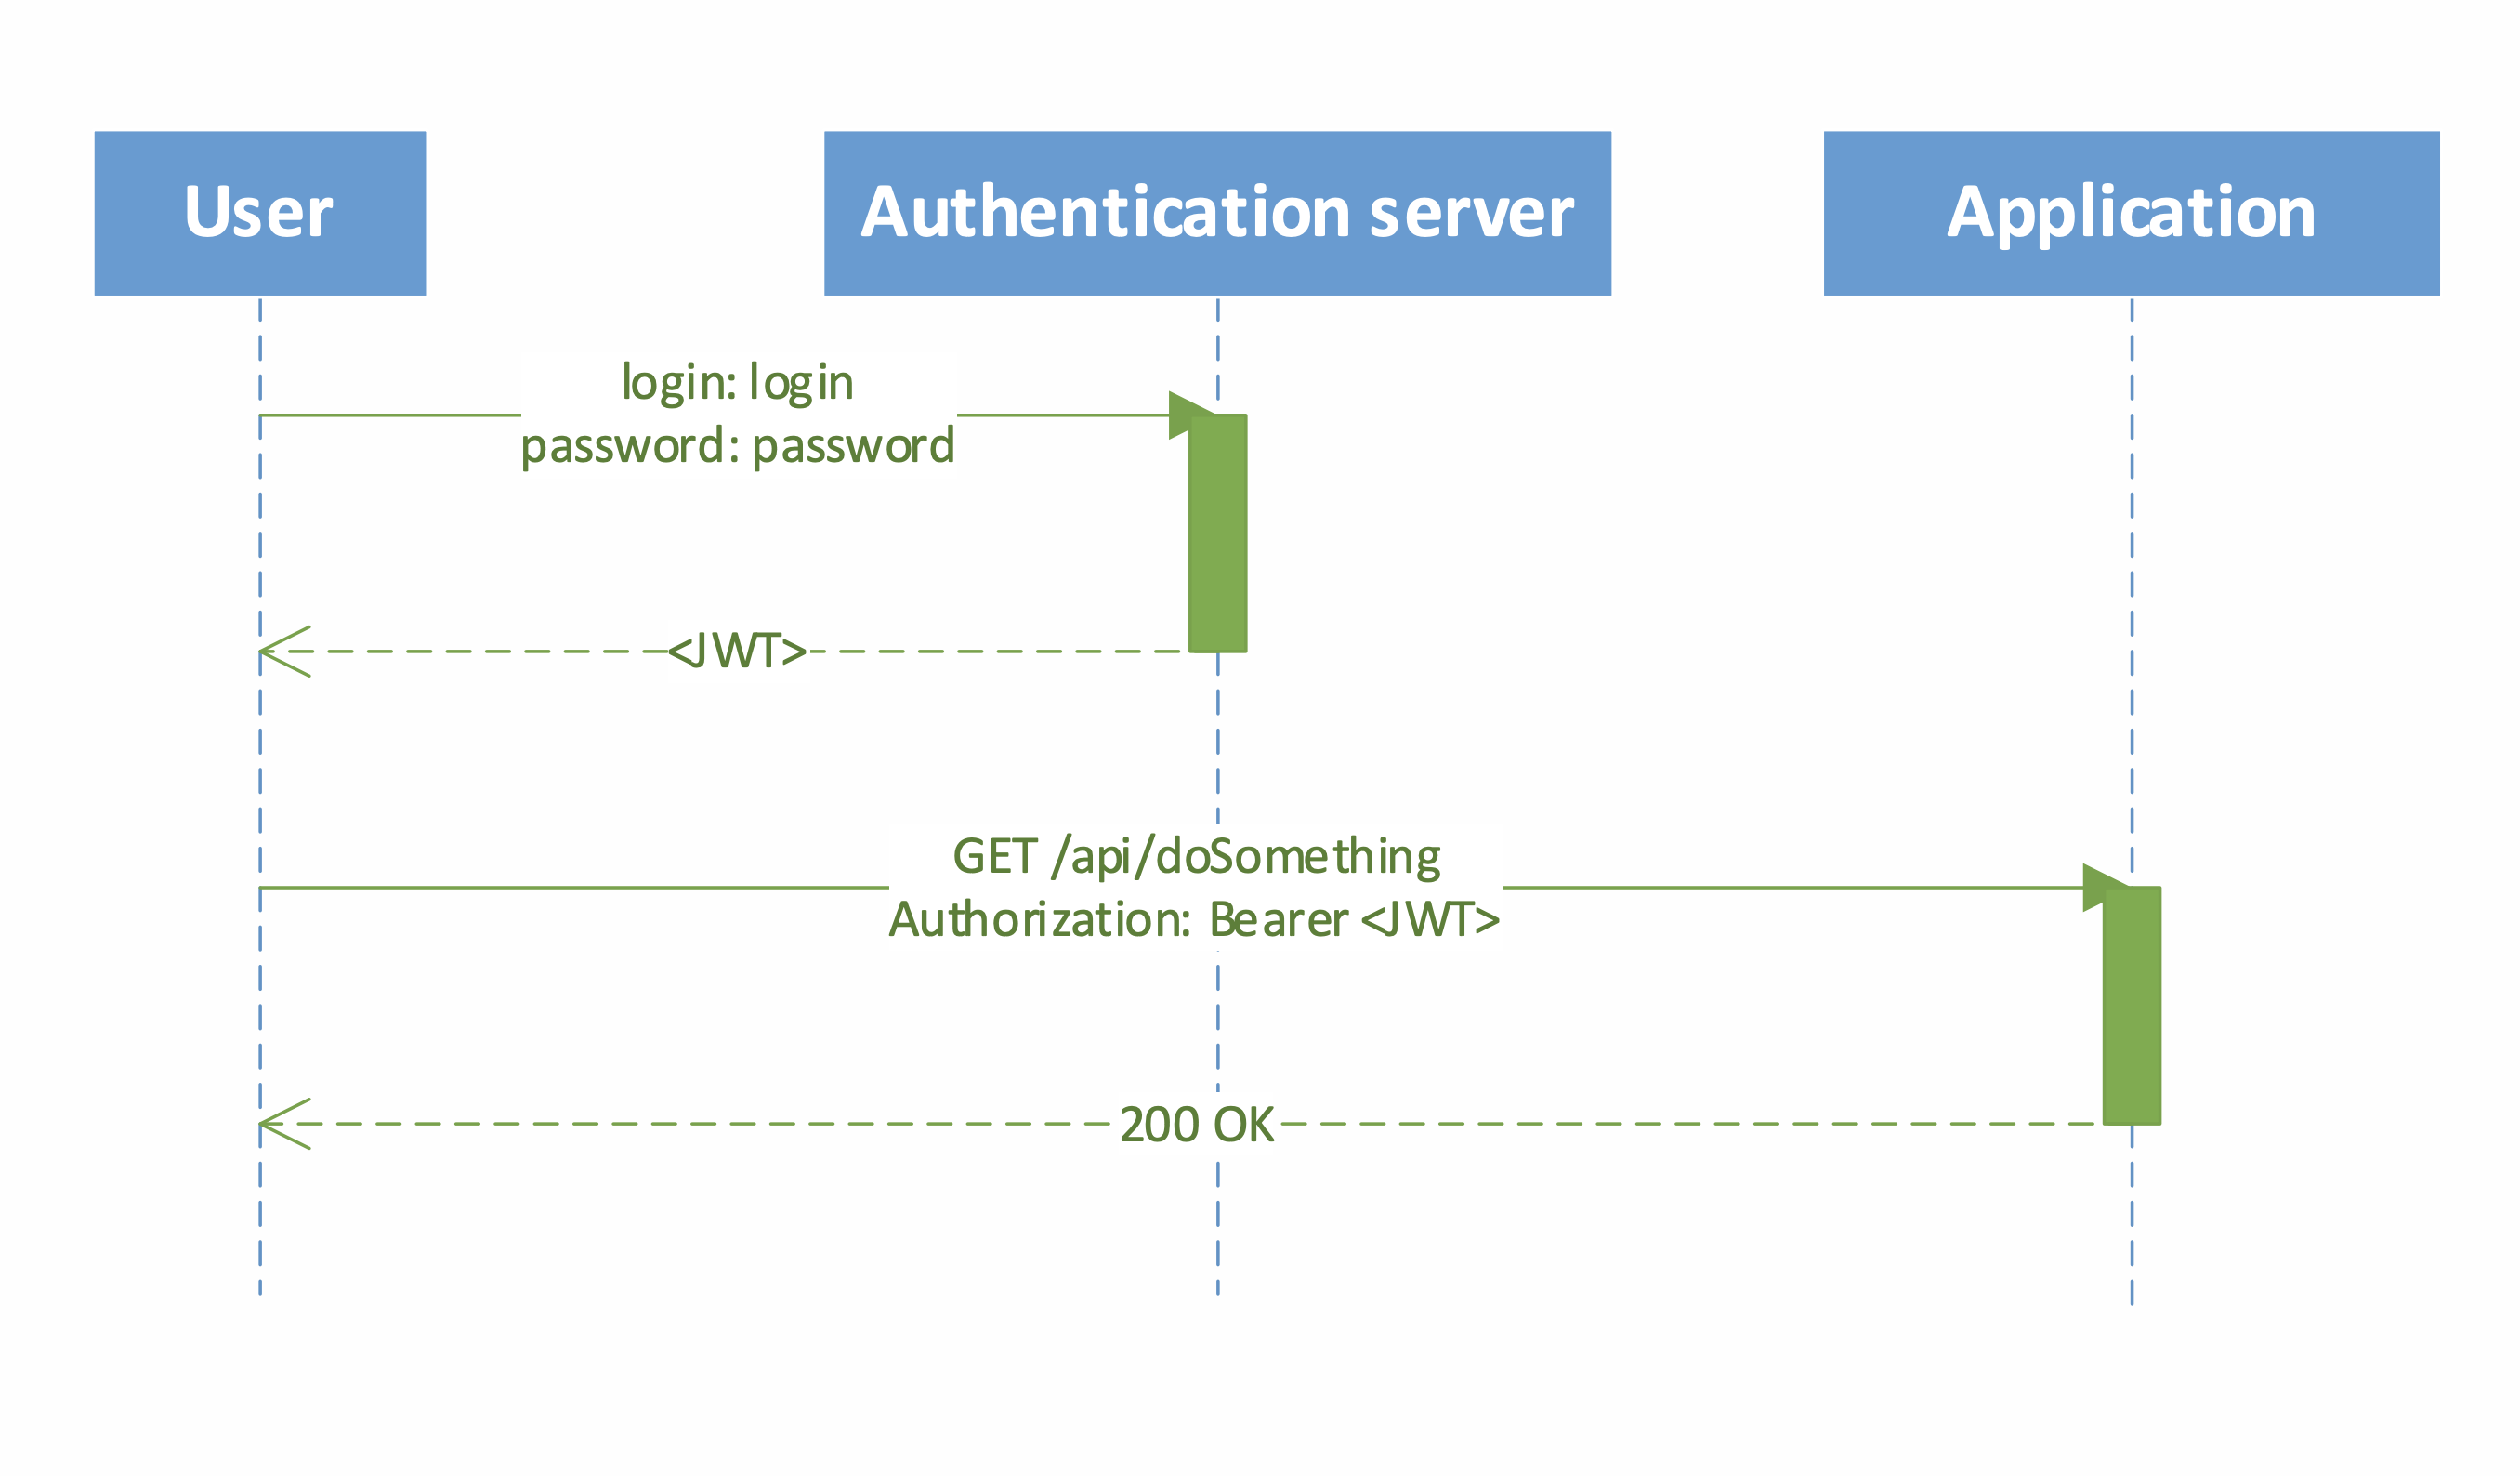 User
Authentication server
Application
login: login
password: password
<JWT>
GET /api/doSomething
Authorization: Bearer <JWT>
200 OK